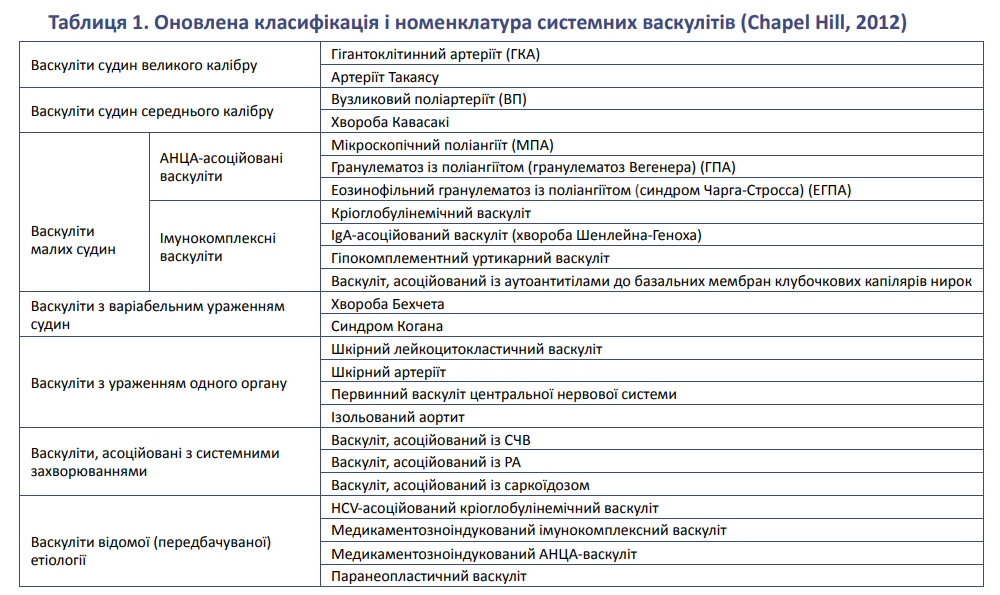 Таблиця 1. Оновлена класифікація і номенклатура системних васкулітів (Chapel Hill, 2012)
Васкуліти судин великого калібру
Гігантоклітинний артеріїт (ГКА)
Артеріїт Такаясу
Васкуліти судин середнього калібру
Вузликовий поліартеріїт (ВП)
Хвороба Кавасакі
Васкуліти
малих судин
АНЦА-асоційовані
васкуліти
Мікроскопічний поліангіїт (МПА)
Гранулематоз із поліангіїтом (гранулематоз Вегенера) (ГПА)
Еозинофільний гранулематоз із поліангіїтом (синдром Чарга-Стросса) (ЕГПА)
Імунокомплексні
васкуліти
Кріоглобулінемічний васкуліт
IgA-асоційований васкуліт (хвороба Шенлейна-Геноха)
Гіпокомплементний уртикарний васкуліт
Васкуліт, асоційований із аутоантитілами до базальних мембран клубочкових капілярів нирок
Васкуліти з варіабельним ураженням
судин
Хвороба Бехчета
Синдром Когана
Васкуліти з ураженням одного органу
Шкірний лейкоцитокластичний васкуліт
Шкірний артеріїт
Первинний васкуліт центральної нервової системи
Ізольований аортит
Васкуліти, асоційовані з системними
захворюваннями
Васкуліт, асоційований із СЧВ
Васкуліт, асоційований із РА
Васкуліт, асоційований із саркоїдозом
Васкуліти відомої (передбачуваної)
етіології
HCV-асоційований кріоглобулінемічний васкуліт
Медикаментозноіндукований імунокомплексний васкуліт
Медикаментозноіндукований АНЦА-васкуліт
Паранеопластичний васкуліт